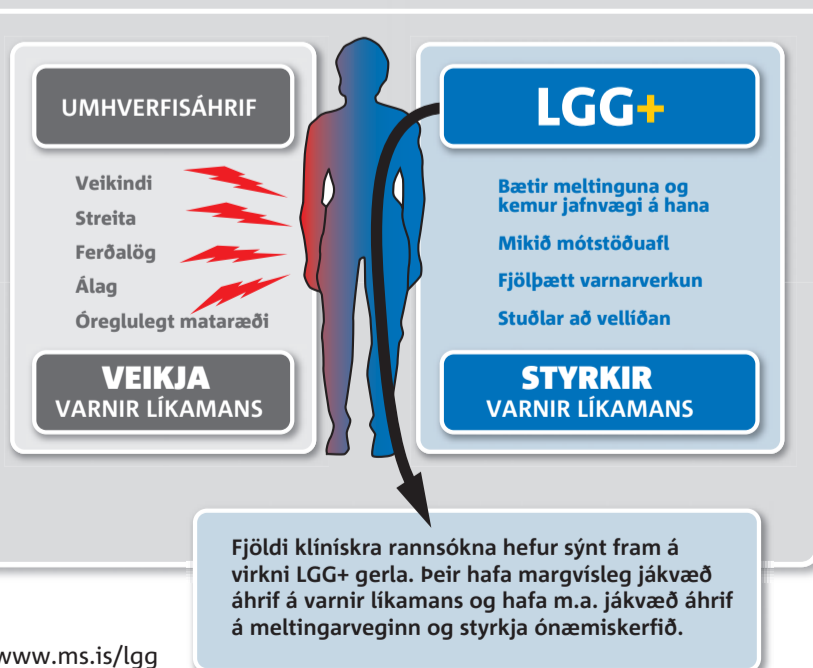 UMHVERFISÁHRIF
Veikindi
Streita
Ferðalög
Álag
Óreglulegt mataræði
VEIKJA
VARNIR LÍKAMANS
LGG+
Bætir meltinguna og
kemur jafnvægi á hana
Mikið mótstöðuafl
Fjölþætt varnarverkun
Stuðlar að vellíðan
STYRKIR
VARNIR LÍKAMANS
Fjöldi klínískra rannsókna hefur sýnt fram á
virkni LGG+ gerla. Þeir hafa margvísleg jákvæð
áhrif á varnir líkamans og hafa m.a. jákvæð áhrif
á meltingarveginn og styrkja ónæmiskerfið.
www.ms.is/lgg